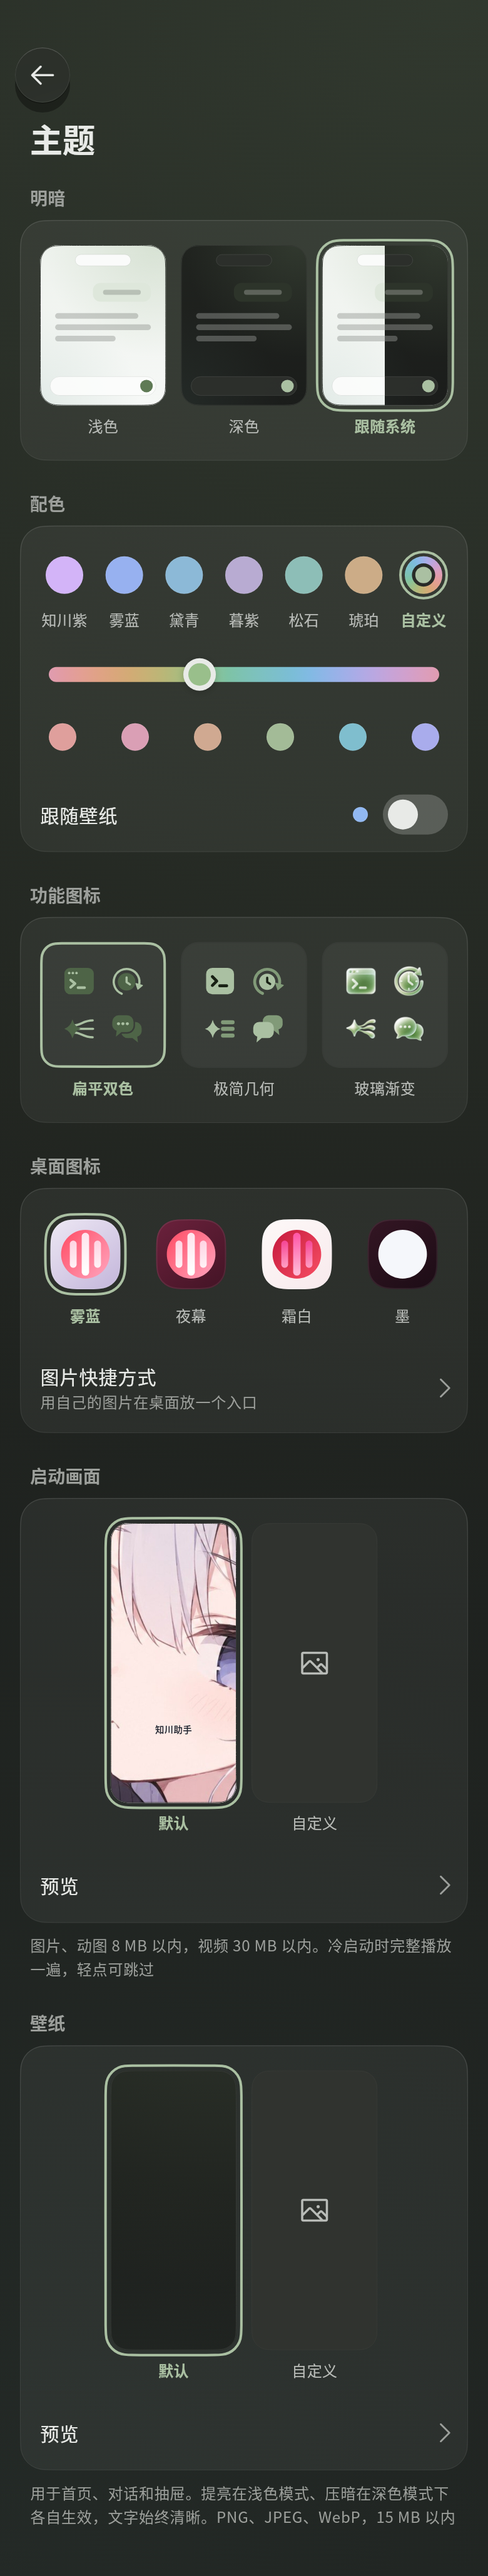 主题
明暗
浅色 深色 跟随系统
配色
知川紫 雾蓝 黛青 暮紫 松石 琥珀 自定义
跟随壁纸
功能图标
扁平双色 极简几何 玻璃渐变
桌面图标
雾蓝 夜幕 霜白 墨
图片快捷方式
用自己的图片在桌面放一个入口
启动画面
知川助手
默认 自定义
预览
图片、动图 8 MB 以内，视频 30 MB 以内。冷启动时完整播放
一遍，轻点可跳过
壁纸
默认 自定义
预览
用于首页、对话和抽屉。提亮在浅色模式、压暗在深色模式下
各自生效，文字始终清晰。PNG、JPEG、WebP，15 MB 以内